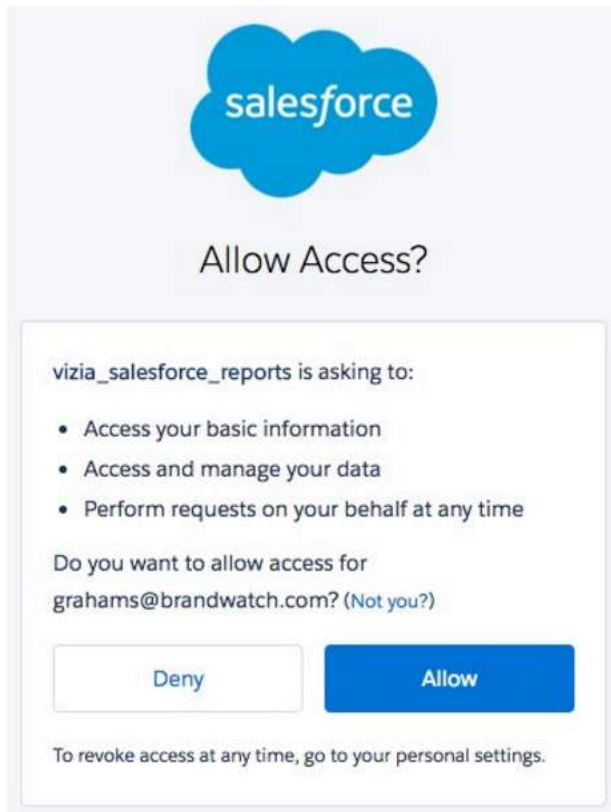 salesforce
Allow Access?
vizia_salesforce_reports is asking to:
• Access your basic information
• Access and manage your data
• Perform requests on your behalf at any time
Do you want to allow access for
grahams@brandwatch.com? (Not you?)
Deny
Allow
To revoke access at any time, go to your personal settings.